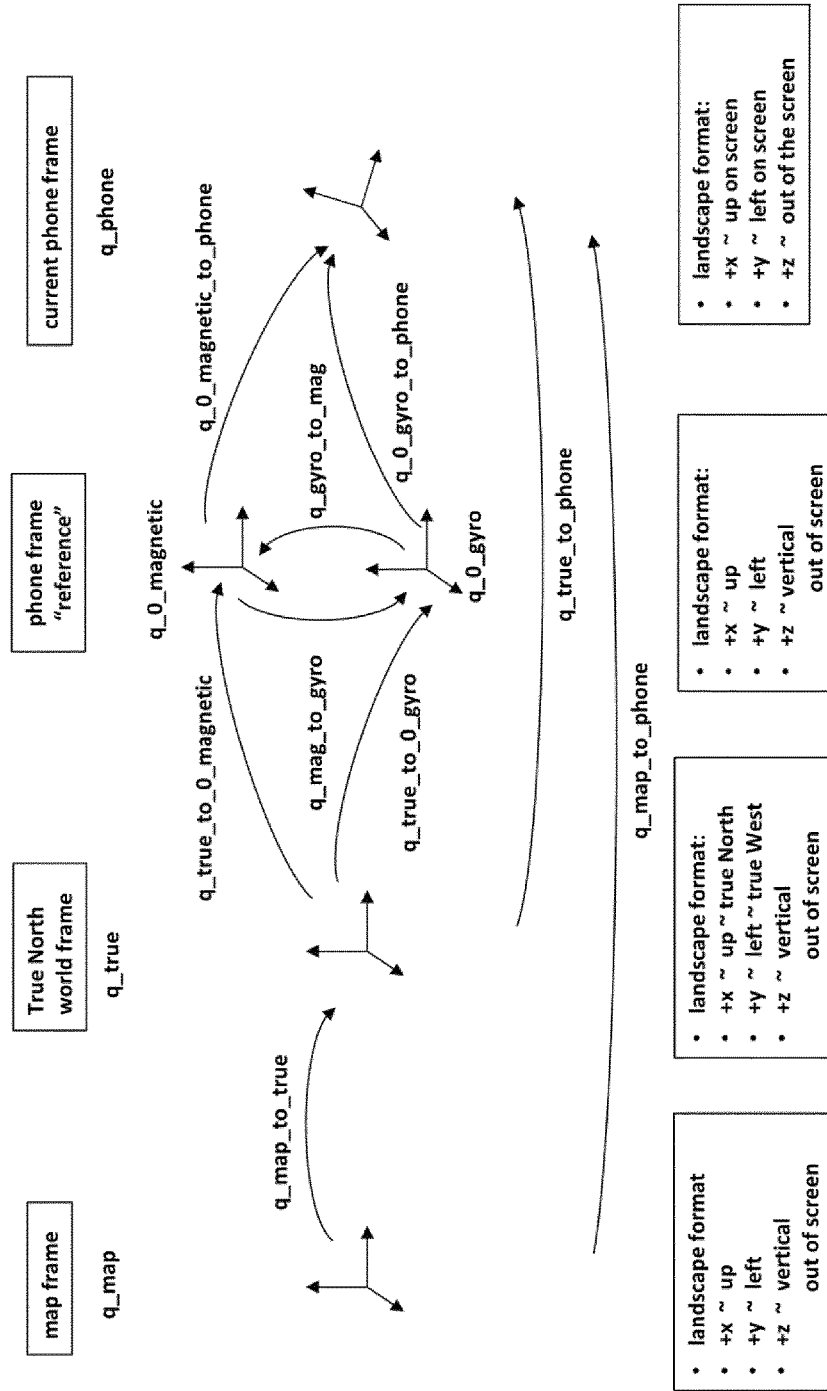 map frame
q_map
True North
world frame
q_true
phone frame
“reference”
q_0_magnetic
current phone frame
q_phone
q_map_to_true
q_true_to_0_magnetic
q_mag_to_gyro
q_true_to_0_gyro
q_0_magnetic_to_phone
q_gyro_to_mag
q_0_gyro_to_phone
q_0_gyro
q_true_to_phone
q_map_to_phone
• landscape format
• +x ~ up
• +y ~ left
• +z ~ vertical
out of screen
• landscape format:
• +x ~ up ~ true North
• +y ~ left ~ true West
• +z ~ vertical
out of screen
• landscape format:
• +x ~ up
• +y ~ left
• +z ~ vertical
out of screen
• landscape format:
• +x ~ up on screen
• +y ~ left on screen
• +z ~ out of the screen